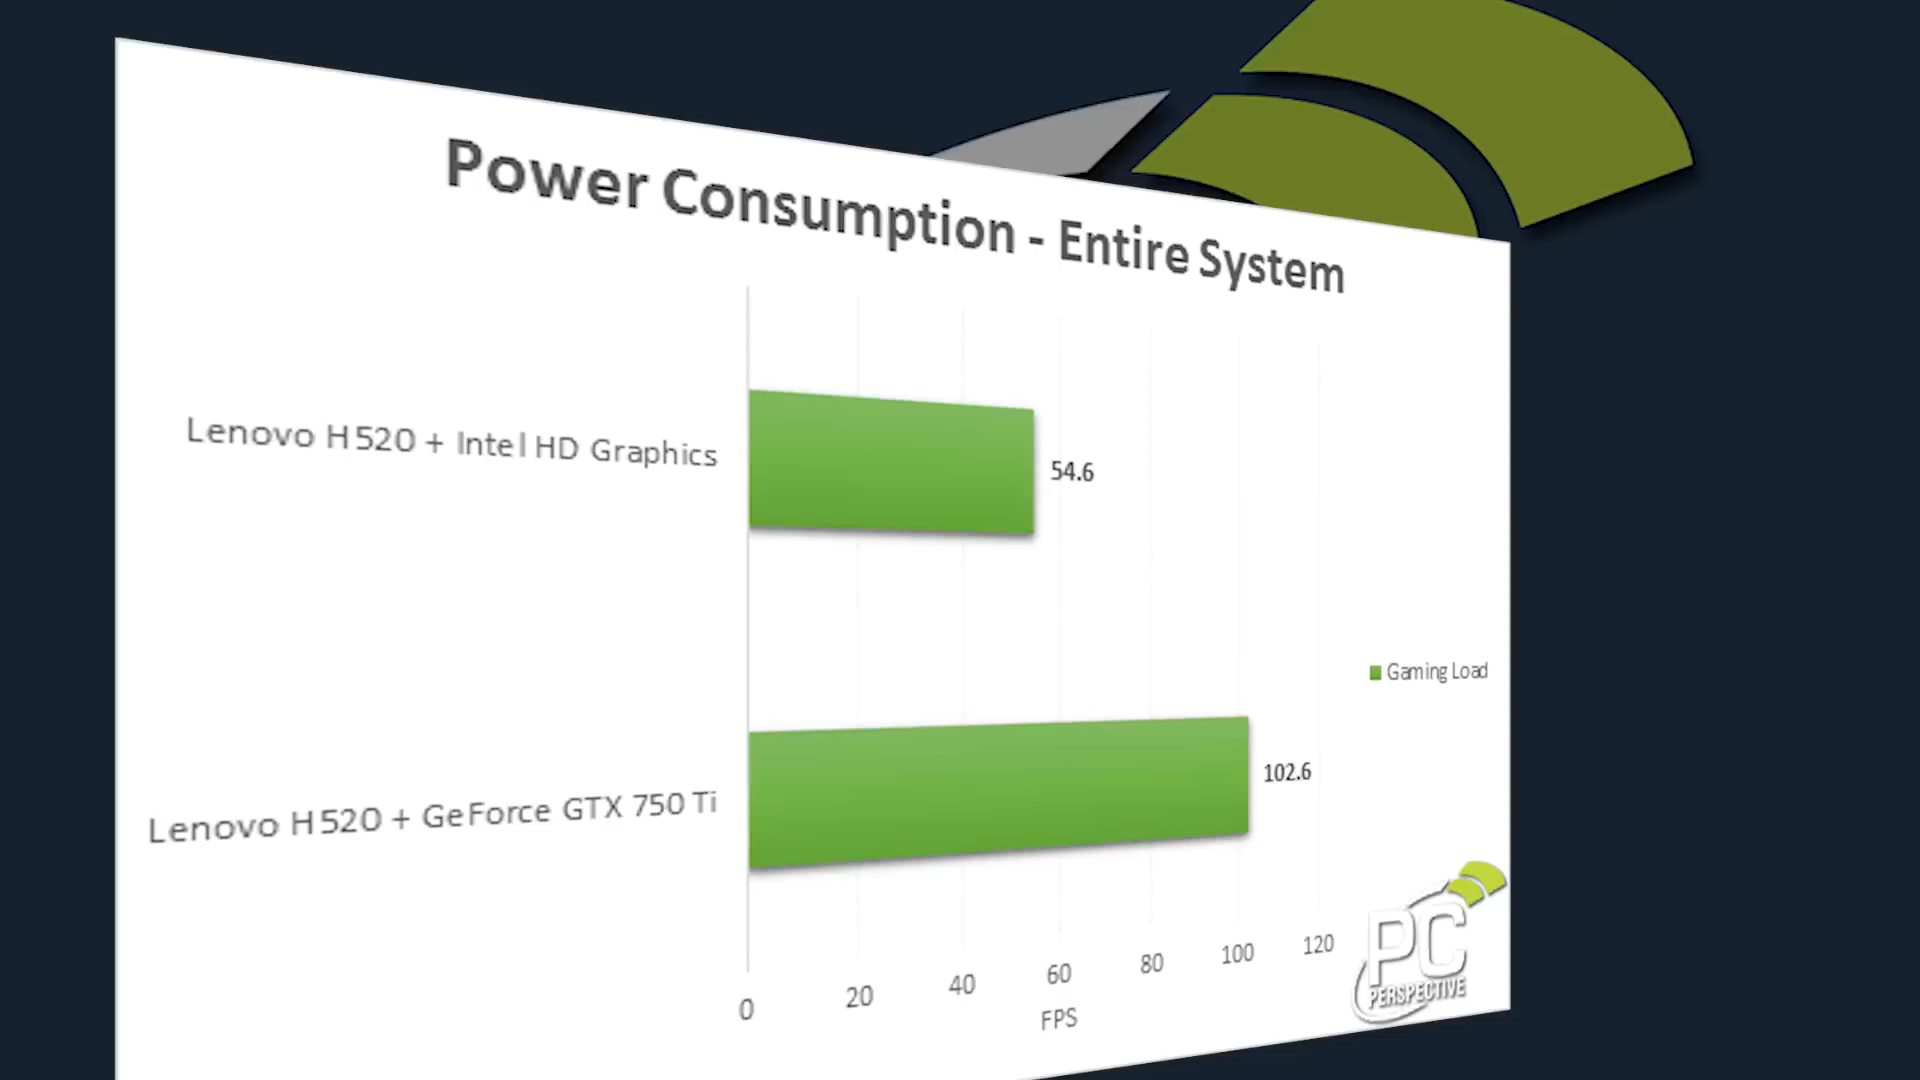 Power Consumption - Entire System
Lenovo H520 + Intel HD Graphics
54.6
Gaming Load
Lenovo H520 + GeForce GTX 750 Ti
102.6
0 20 40 60 80 100 120
FPS
PC
PERSPECTIVE